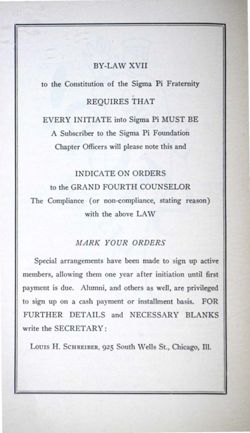 BY-LAW XVII
to the Constitution of the Sigma Pi Fraternity
REQUIRES THAT
EVERY INITIATE into Sigma Pi MUST BE
A Subscriber to the Sigma Pi Foundation
Chapter Officers will please note this and
INDICATE ON ORDERS
to the GRAND FOURTH COUNSELOR
The Compliance (or non-compliance, stating reason)
with the above LAW
MARK YOUR ORDERS
Special arrangements have been made to sign up active
members, allowing them one year after initiation until first
payment is due. Alumni, and others as well, are privileged
to sign up on a cash payment or installment basis. FOR
FURTHER DETAILS and NECESSARY BLANKS
write the SECRETARY:
LOUIS H. SCHREIBER, 925 South Wells St., Chicago, Ill.